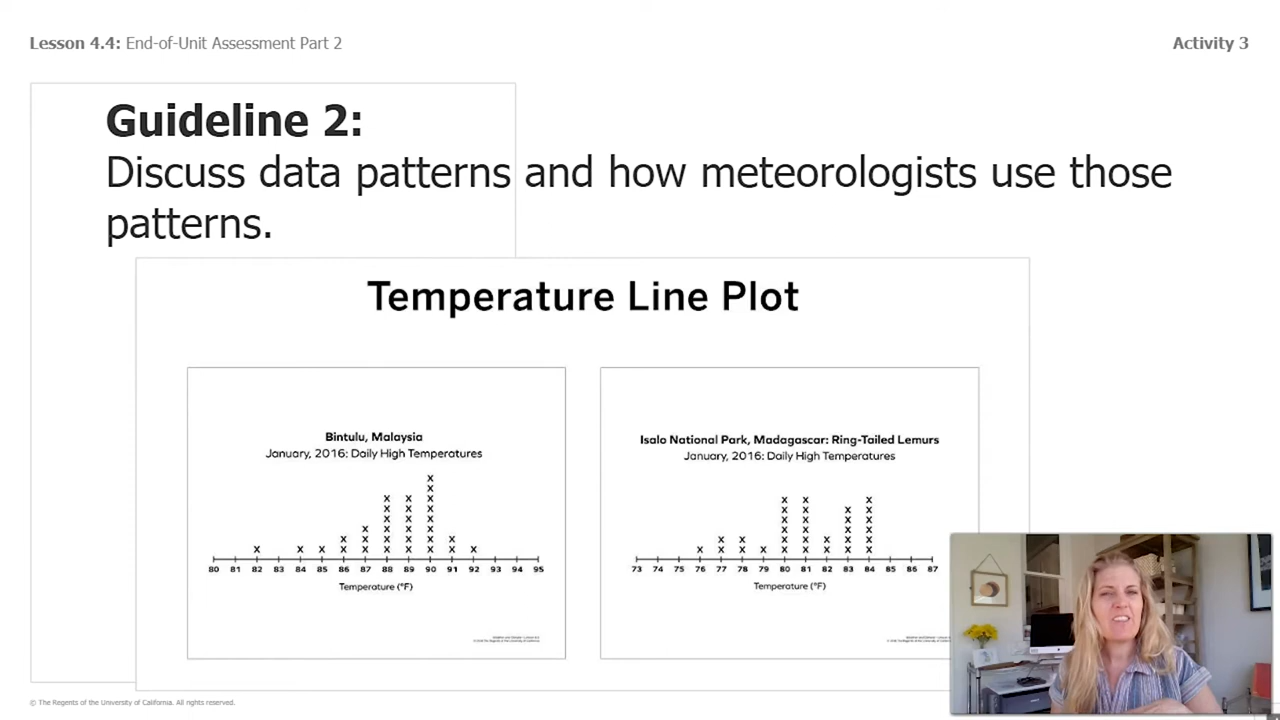 Lesson 4.4: End-of-Unit Assessment Part 2
Activity 3
Guideline 2:
Discuss data patterns and how meteorologists use those
patterns.
Temperature Line Plot
Bintulu, Malaysia
January, 2016: Daily High Temperatures
80 81 82 83 84 85 86 87 88 89 90 91 92 93 94 95
Temperature (°F)
Isalo National Park, Madagascar: Ring-Tailed Lemurs
January, 2016: Daily High Temperatures
73 74 75 76 77 78 79 80 81 82 83 84 85 86 87
Temperature (°F)
© The Regents of the University of California. All rights reserved.